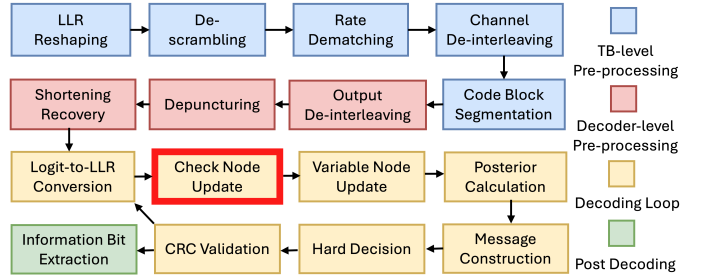 LLR
Reshaping
De-
scrambling
Rate
Dematching
Channel
De-interleaving
TB-level
Pre-processing
Shortening
Recovery
Depuncturing
Output
De-interleaving
Code Block
Segmentation
Decoder-level
Pre-processing
Logit-to-LLR
Conversion
Check Node
Update
Variable Node
Update
Posterior
Calculation
Decoding Loop
Information Bit
Extraction
CRC Validation
Hard Decision
Message
Construction
Post Decoding